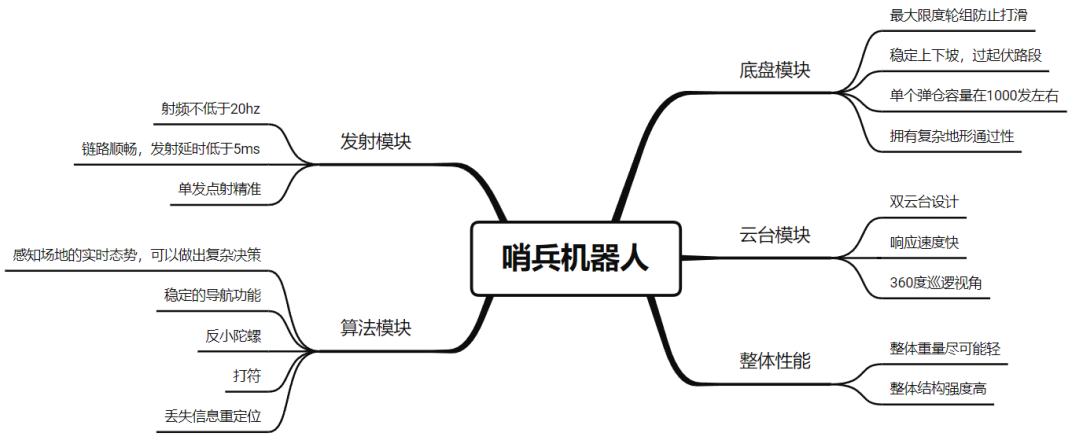 哨兵机器人
底盘模块
最大限度轮组防止打滑
稳定上下坡，过起伏路段
单个弹仓容量在1000发左右
拥有复杂地形通过性
云台模块
双云台设计
响应速度快
360度巡逻视角
整体性能
整体重量尽可能轻
整体结构强度高
发射模块
射频不低于20hz
链路顺畅，发射延时低于5ms
单发点射精准
算法模块
感知场地的实时态势，可以做出复杂决策
稳定的导航功能
反小陀螺
打符
丢失信息重定位